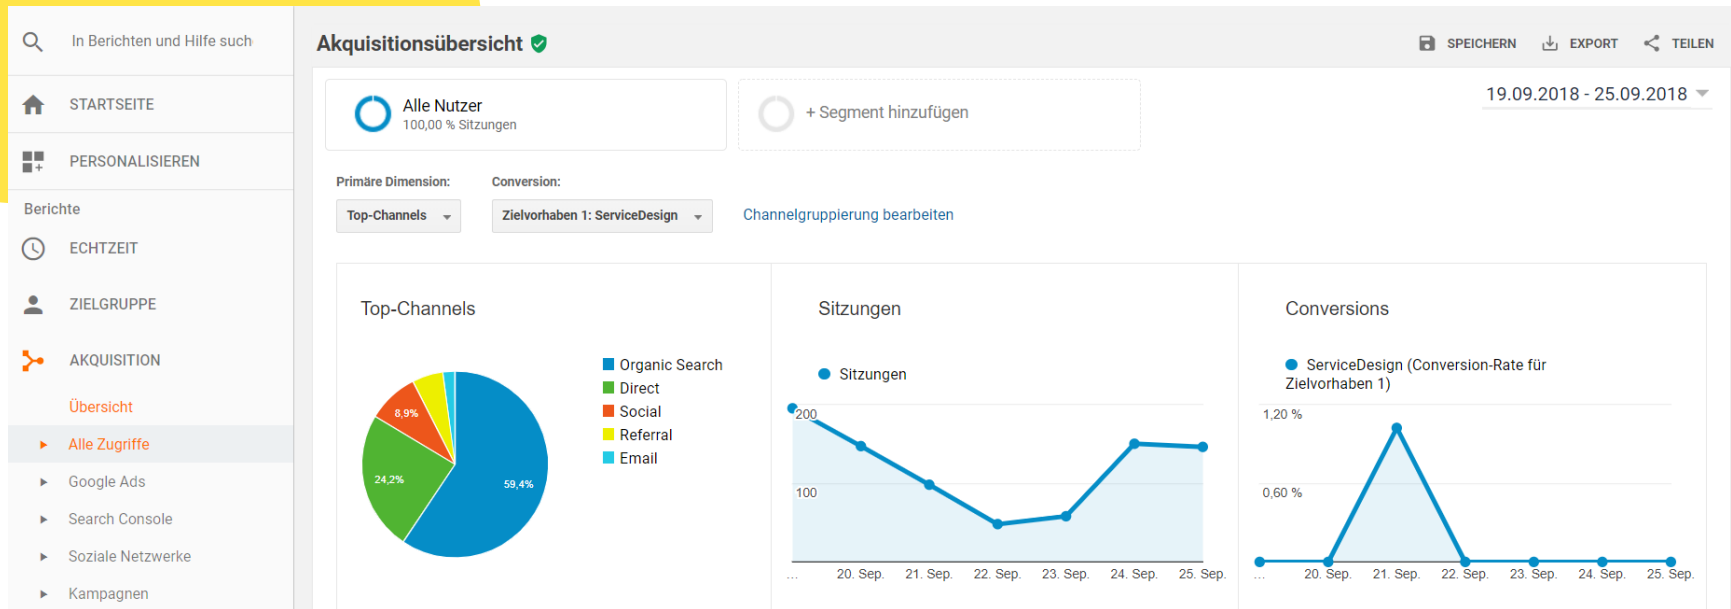 In Berichten und Hilfe such
STARTSEITE
PERSONALISIEREN
Berichte
ECHTZEIT
ZIELGRUPPE
AKQUISITION
Übersicht
Alle Zugriffe
Google Ads
Search Console
Soziale Netzwerke
Kampagnen
Akquisitionsübersicht
SPEICHERN
EXPORT
TEILEN
Alle Nutzer
100,00 % Sitzungen
+ Segment hinzufügen
19.09.2018 - 25.09.2018
Primäre Dimension:
Conversion:
Top-Channels
Zielvorhaben 1: ServiceDesign
Channelgruppierung bearbeiten
Top-Channels
Organic Search
Direct
Social
Referral
Email
8,9%
24,2%
59,4%
Sitzungen
Sitzungen
200
100
...
20. Sep.
21. Sep.
22. Sep.
23. Sep.
24. Sep.
25. Sep.
Conversions
ServiceDesign (Conversion-Rate für
Zielvorhaben 1)
1,20 %
0,60 %
...
20. Sep.
21. Sep.
22. Sep.
23. Sep.
24. Sep.
25. Sep.